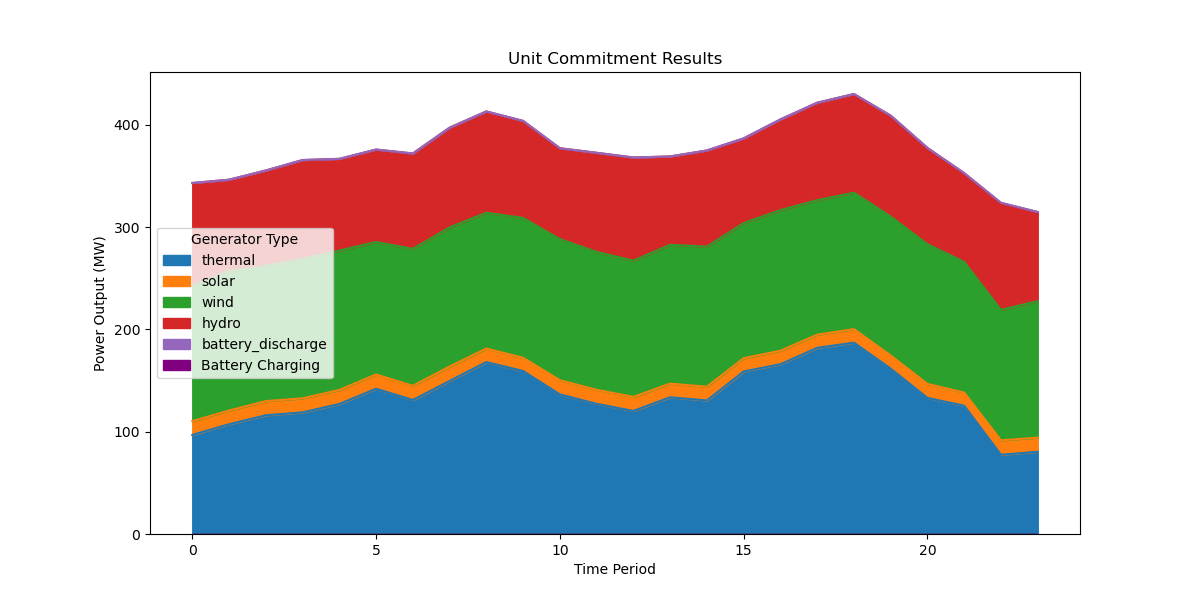 Unit Commitment Results
Power Output (MW)
400
300
200
100
0
Generator Type
thermal
solar
wind
hydro
battery_discharge
Battery Charging
0 5 10 15 20
Time Period